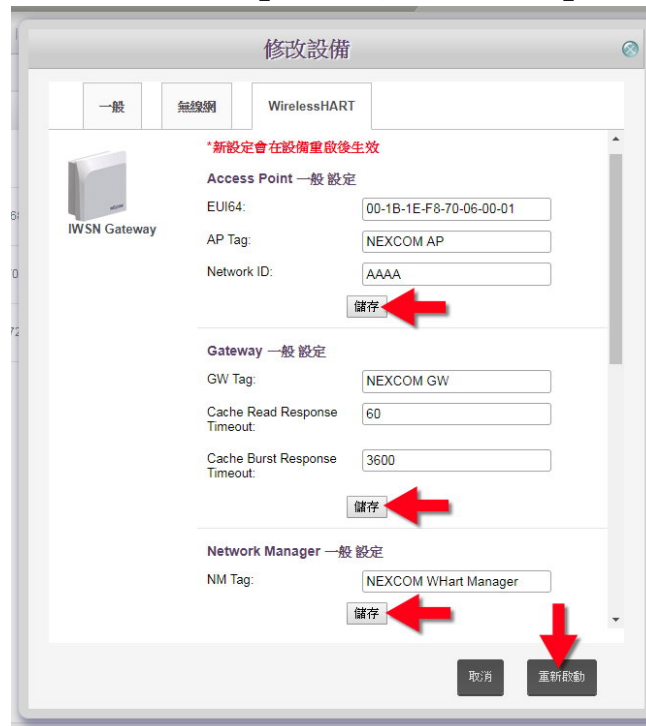 修改設備
一般
無線網
WirelessHART
*新設定會在設備重啟後生效
Access Point 一般 設定
IWSN Gateway
EUI64:
00-1B-1E-F8-70-06-00-01
AP Tag:
NEXCOM AP
Network ID:
AAAA
儲存
Gateway 一般 設定
GW Tag:
NEXCOM GW
Cache Read Response
Timeout:
60
Cache Burst Response
Timeout:
3600
儲存
Network Manager 一般 設定
NM Tag:
NEXCOM WHart Manager
儲存
取消
重新啟動